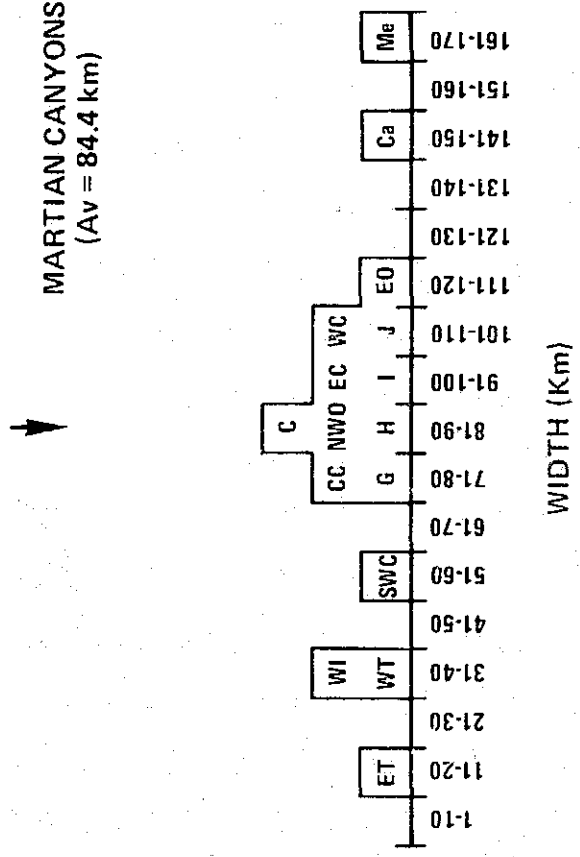 MARTIAN CANYONS
(Av = 84.4 km)
C
WI CC NWO EC WC
ET WT SWC G H I J EO Ca Me
1-10 11-20 21-30 31-40 41-50 51-60 61-70 71-80 81-90 91-100 101-110 111-120 121-130 131-140 141-150 151-160 161-170
WIDTH (Km)